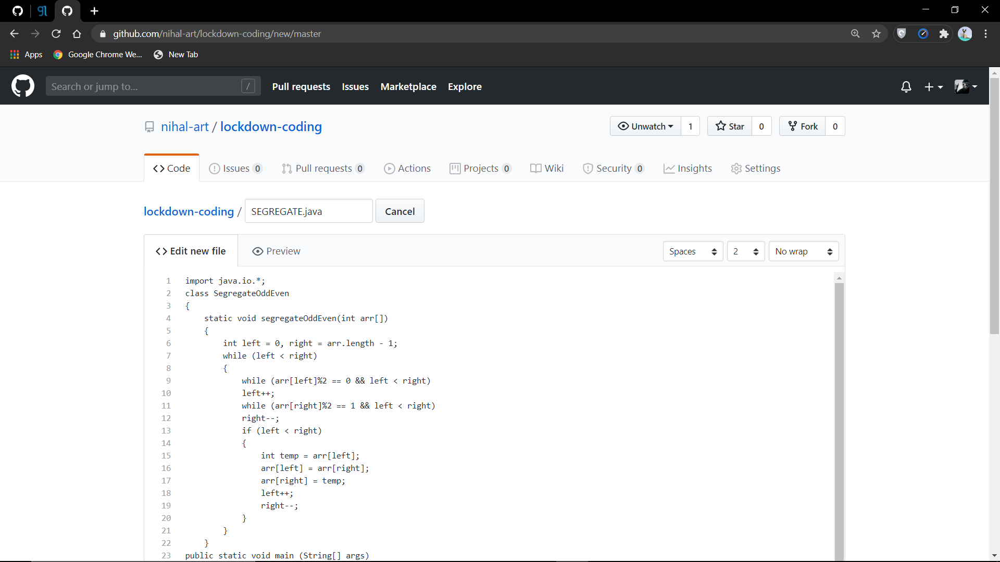 github.com/nihal-art/lockdown-coding/new/master
Apps Google Chrome We... New Tab
Search or jump to... / Pull requests Issues Marketplace Explore
nihal-art / lockdown-coding Unwatch 1 Star 0 Fork 0
Code Issues 0 Pull requests 0 Actions Projects 0 Wiki Security 0 Insights Settings
lockdown-coding / SEGREGATE.java Cancel
Edit new file Preview Spaces 2 No wrap
1 import java.io.*;
2 class SegregateOddEven
3 {
4 static void segregateOddEven(int arr[])
5 {
6 int left = 0, right = arr.length - 1;
7 while (left < right)
8 {
9 while (arr[left]%2 == 0 && left < right)
10 left++;
11 while (arr[right]%2 == 1 && left < right)
12 right--;
13 if (left < right)
14 {
15 int temp = arr[left];
16 arr[left] = arr[right];
17 arr[right] = temp;
18 left++;
19 right--;
20 }
21 }
22 }
23 public static void main (String[] args)